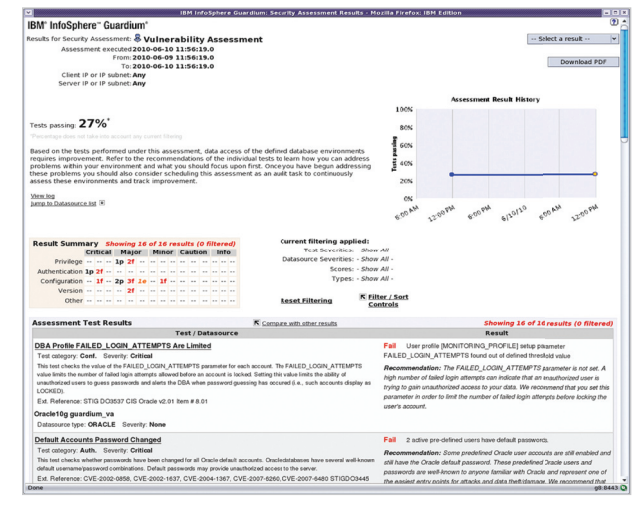 IBM InfoSphere Guardium: Security Assessment Results - Mozilla Firefox: IBM Edition
IBM® InfoSphere™ Guardium®
Results for Security Assessment: Vulnerability Assessment
-- Select a result --
Assessment executed 2010-06-10 11:56:19.0
From: 2010-06-09 11:56:19.0
To: 2010-06-10 11:56:19.0
Client IP or IP subnet: Any
Server IP or IP subnet: Any
Download PDF
Tests passing: 27%*
*Percentage does not take into account any current filtering
Based on the tests performed under this assessment, data access of the defined database environments
requires improvement. Refer to the recommendations of the individual tests to learn how you can address
problems within your environment and what you should focus upon first. Once you have begun addressing
these problems you should also consider scheduling this assessment as an audit task to continuously
assess these environments and track improvement.
View log
Jump to Datasource list
Assessment Result History
Tests passing
100%
80%
60%
40%
20%
0%
6:00 AM 12:00 PM 6:00 PM 6/10/10 6:00 AM 12:00 PM
Result Summary Showing 16 of 16 results (0 filtered)
Critical Major Minor Caution Info
Privilege -- -- -- 1p 2f -- -- -- -- -- -- -- -- -- --
Authentication 1p 2f -- -- -- -- -- -- -- -- -- -- -- -- --
Configuration -- 1f -- 2p 3f 1e -- 1f -- -- -- -- -- -- --
Version -- -- -- -- 2f -- -- -- -- -- -- -- -- -- --
Other -- -- -- -- -- -- -- -- -- -- -- -- -- -- --
Current filtering applied:
Test Severities: - Show All -
Datasource Severities: - Show All -
Scores: - Show All -
Types: - Show All -
Reset Filtering
Filter / Sort
Controls
Assessment Test Results
Compare with other results
Showing 16 of 16 results (0 filtered)
Test / Datasource
Result
DBA Profile FAILED_LOGIN_ATTEMPTS Are Limited
Test category: Conf. Severity: Critical
This test checks the value of the FAILED_LOGIN_ATTEMPTS parameter for each account. The FAILED_LOGIN_ATTEMPTS
value limits the number of failed login attempts allowed before an account is locked. Setting this value limits the ability of
unauthorized users to guess passwords and alerts the DBA when password guessing has occured (i.e., such accounts display as
LOCKED).
Ext. Reference: STIG DO3537 CIS Oracle v2.01 item # 8.01
Oracle10g guardium_va
Datasource type: ORACLE Severity: None
Fail User profile [MONITORING_PROFILE] setup parameter
FAILED_LOGIN_ATTEMPTS found out of defined threshold value
Recommendation: The FAILED_LOGIN_ATTEMPTS parameter is not set. A
high number of failed login attempts can indicate that an unauthorized user is
trying to gain unauthorized access to your data. We recommend that you set this
parameter in order to limit the number of failed login attempts before locking the
user's account.
Default Accounts Password Changed
Test category: Auth. Severity: Critical
This test checks whether passwords have been changed for all Oracle default accounts. Oracle databases have several well-known
default username/password combinations. Default passwords may provide unauthorized access to the server.
Ext. Reference: CVE-2002-0858, CVE-2002-1637, CVE-2004-1367, CVE-2007-6260, CVE-2007-6480 STIG DO3445
Fail 2 active pre-defined users have default passwords.
Recommendation: Some predefined Oracle user accounts are still enabled and
still have the Oracle default password. These predefined Oracle users and
passwords are well-known to anyone familiar with Oracle and represent one of
the easiest entry points for attacks and data theft/damage. We recommend that
Done
g8:8443